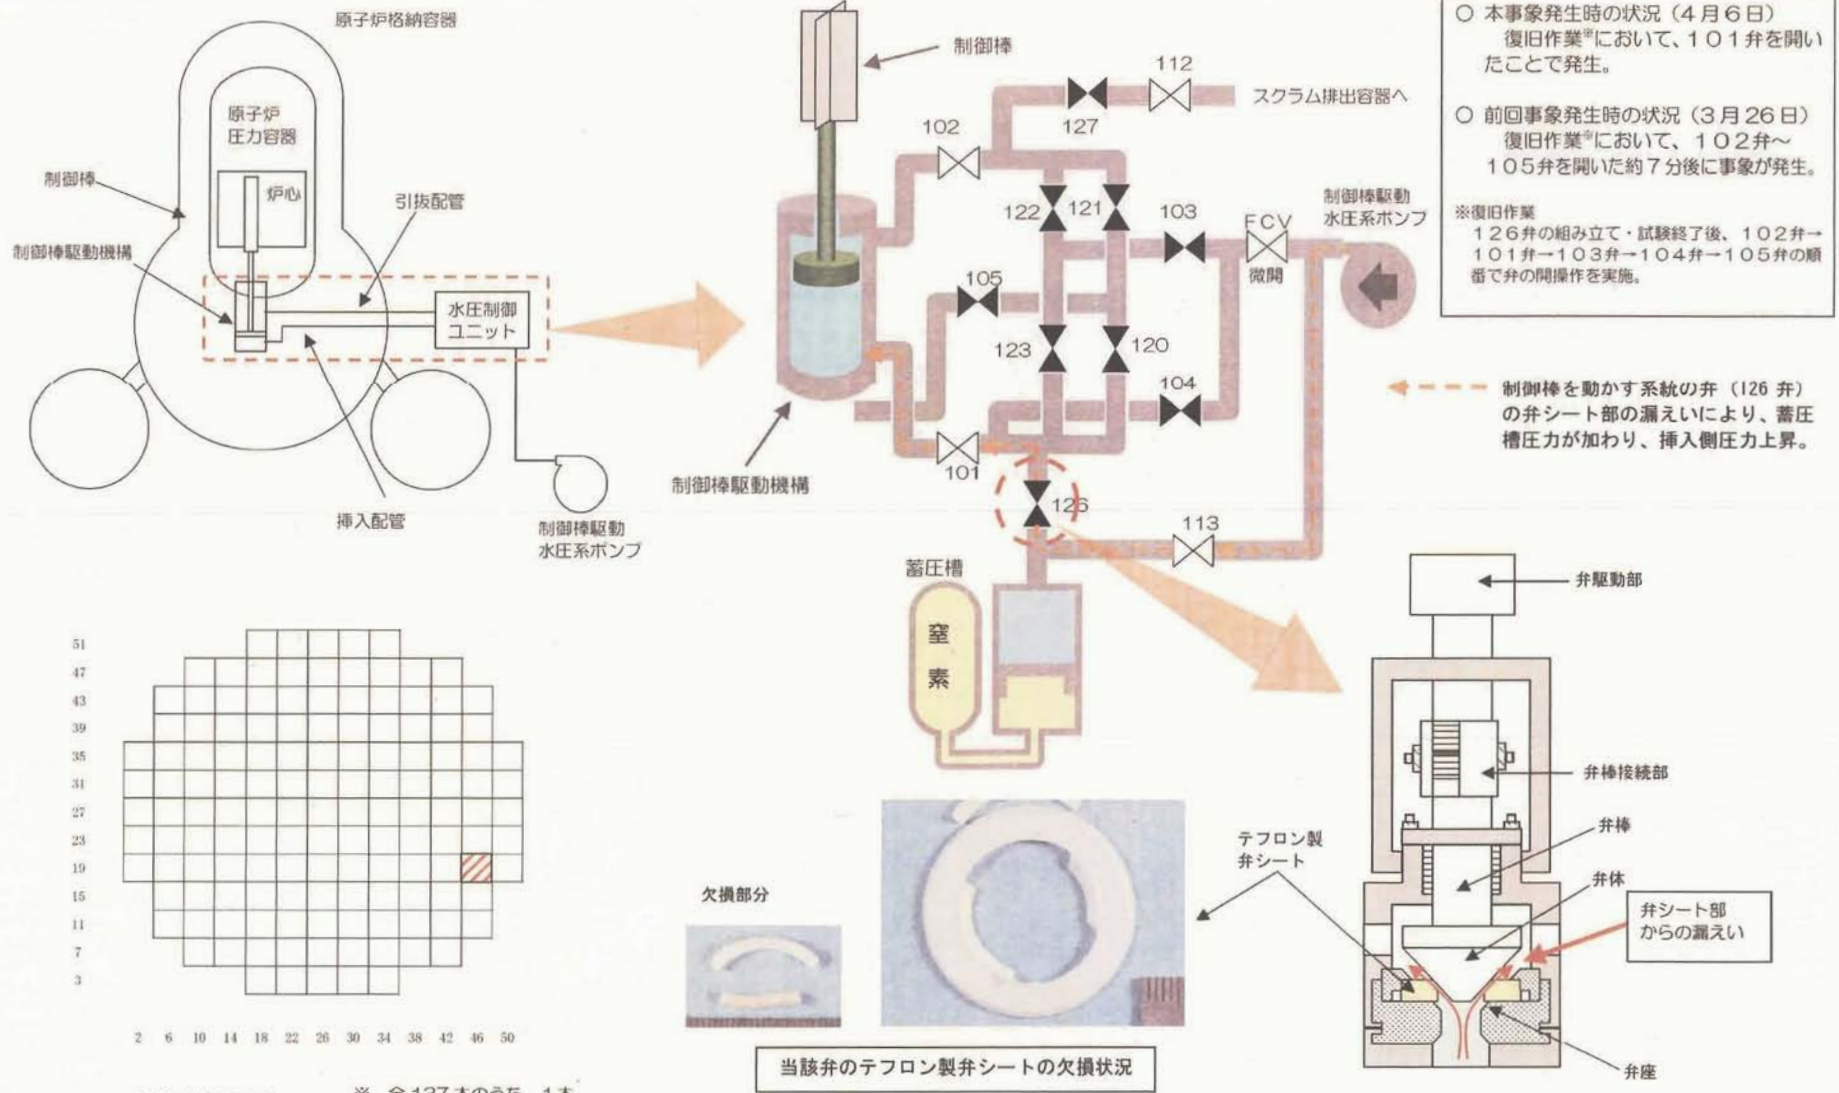 原子炉格納容器
原子炉
圧力容器
制御棒
炉心
引抜配管
制御棒駆動機構
水圧制御
ユニット
挿入配管
制御棒駆動
水圧系ポンプ
制御棒
112
スクラム排出容器へ
127
102
122
121
103
FCV
微開
制御棒駆動
水圧系ポンプ
105
123
120
104
101
制御棒駆動機構
126
113
蓄圧槽
窒
素
○ 本事象発生時の状況（4月6日）
復旧作業※において、101弁を開い
たことで発生。
○ 前回事象発生時の状況（3月26日）
復旧作業※において、102弁～
105弁を開いた約7分後に事象が発生。
※復旧作業
126弁の組み立て・試験終了後、102弁→
101弁→103弁→104弁→105弁の順
番で弁の開操作を実施。
制御棒を動かす系統の弁（126 弁）
の弁シート部の漏えいにより、蓄圧
槽圧力が加わり、挿入側圧力上昇。
弁駆動部
弁棒接続部
弁棒
弁体
弁シート部
からの漏えい
弁座
テフロン製
弁シート
欠損部分
当該弁のテフロン製弁シートの欠損状況
51
47
43
39
35
31
27
23
19
15
11
7
3
2 6 10 14 18 22 26 30 34 38 42 46 50
※ 全137本のうち 1本